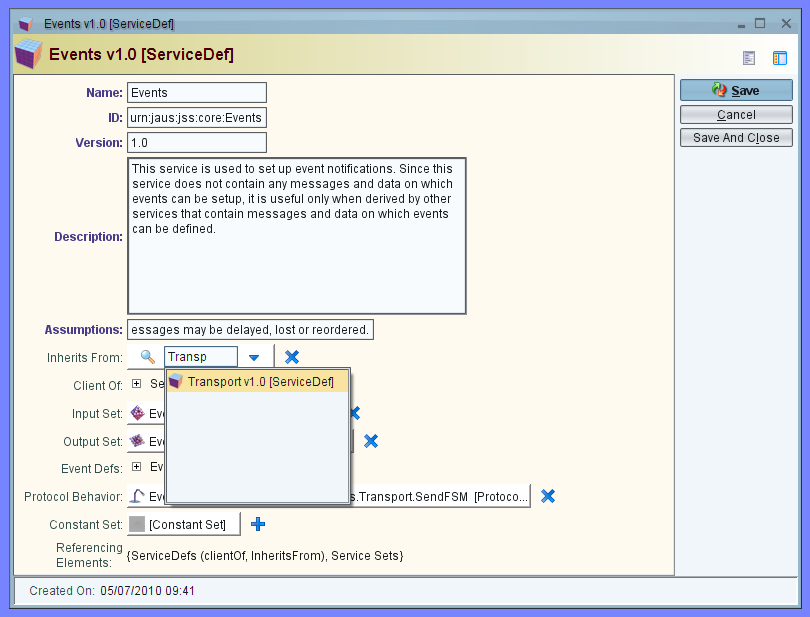 Events v1.0 [ServiceDef]
Events v1.0 [ServiceDef]
Name: Events
ID: urn:jaus:jss:core:Events
Version: 1.0
Description:
This service is used to set up event notifications. Since this
service does not contain any messages and data on which
events can be setup, it is useful only when derived by other
services that contain messages and data on which events
can be defined.
Assumptions: essages may be delayed, lost or reordered.
Inherits From: Transp
Transport v1.0 [ServiceDef]
Client Of: Se
Input Set: Eve
Output Set: Eve
Event Defs: Ev
Protocol Behavior: Eve s.Transport.SendFSM [Protoco...
Constant Set: [Constant Set]
Referencing
Elements: {ServiceDefs (clientOf, InheritsFrom), Service Sets}
Save
Cancel
Save And Close
Created On: 05/07/2010 09:41